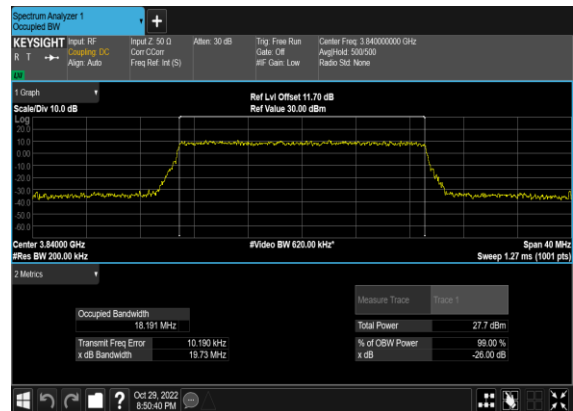 Spectrum Analyzer 1
Occupied BW
+
KEYSIGHT Input: RF Input Z: 50 Ω Atten: 30 dB Trig: Free Run Center Freq: 3.840000000 GHz
R T Coupling: DC Corr CCorr Gate: Off Avg|Hold: 500/500
Align: Auto Freq Ref: Int (S) #IF Gain: Low Radio Std: None
1 Graph
Ref Lvl Offset 11.70 dB
Scale/Div 10.0 dB Ref Value 30.00 dBm
Log
20.0
10.0
0.00
-10.0
-20.0
-30.0
-40.0
-50.0
-60.0
Center 3.84000 GHz #Video BW 620.00 kHz* Span 40 MHz
#Res BW 200.00 kHz Sweep 1.27 ms (1001 pts)
2 Metrics
Measure Trace Trace 1
Occupied Bandwidth
18.191 MHz Total Power 27.7 dBm
Transmit Freq Error 10.190 kHz % of OBW Power 99.00 %
x dB Bandwidth 19.73 MHz x dB -26.00 dB
? Oct 29, 2022
8:50:40 PM